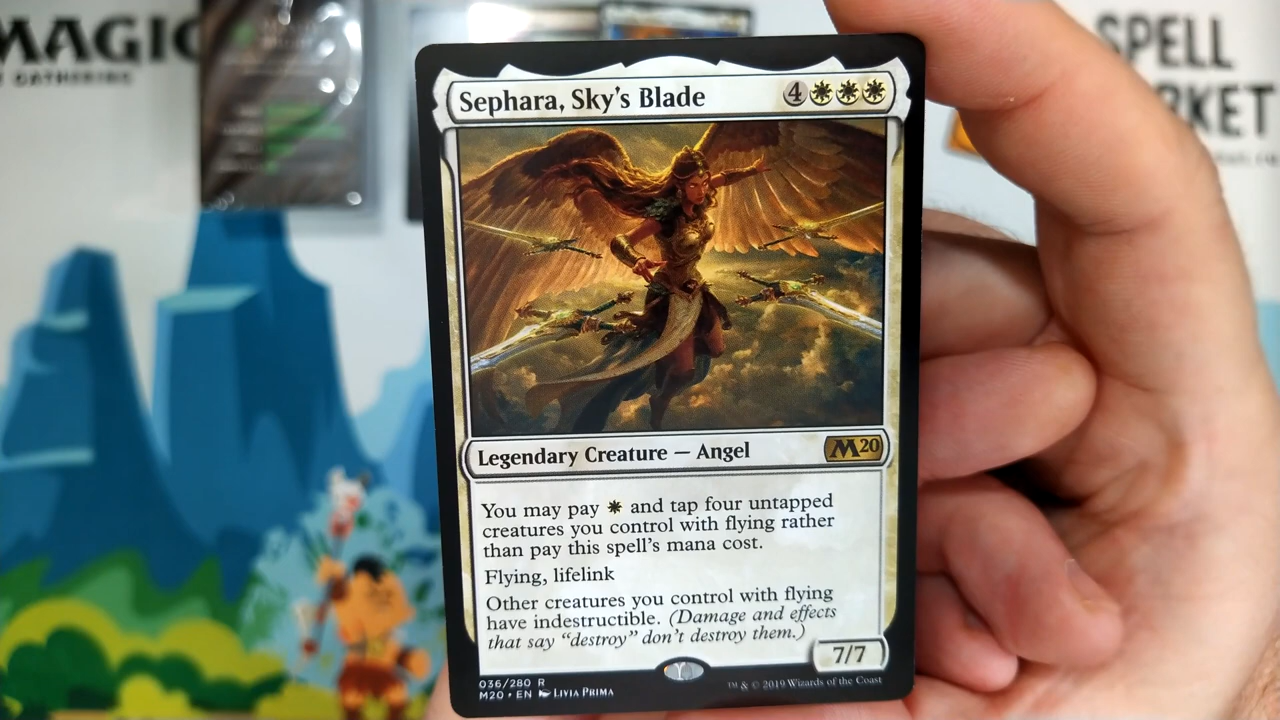 MAGIC
GATHERING
SPELL
RKET
Sephara, Sky's Blade 4
Legendary Creature — Angel M20
You may pay and tap four untapped
creatures you control with flying rather
than pay this spell's mana cost.
Flying, lifelink
Other creatures you control with flying
have indestructible. (Damage and effects
that say “destroy” don't destroy them.)
7/7
036/280 R
M20 • EN LIVIA PRIMA
™ & © 2019 Wizards of the Coast